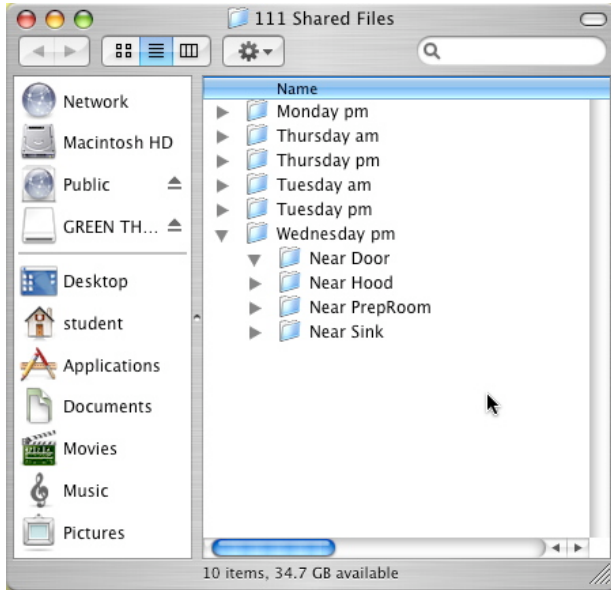 111 Shared Files
Network
Macintosh HD
Public
GREEN TH...
Desktop
student
Applications
Documents
Movies
Music
Pictures
Name
Monday pm
Thursday am
Thursday pm
Tuesday am
Tuesday pm
Wednesday pm
Near Door
Near Hood
Near PrepRoom
Near Sink
10 items, 34.7 GB available